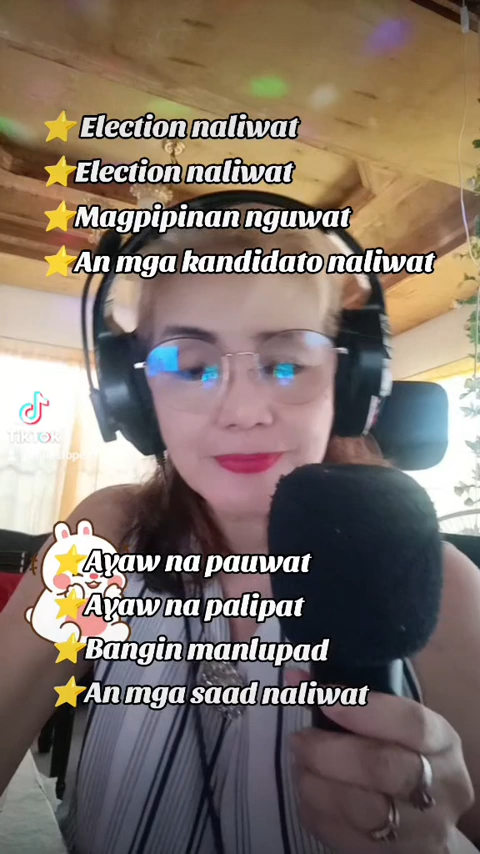 Election naliwat
Election naliwat
Magpipinan nguwat
An mga kandidato naliwat
TikTok
Ayaw na pauwat
Ayaw na palipat
Bangin manlupad
An mga saad naliwat